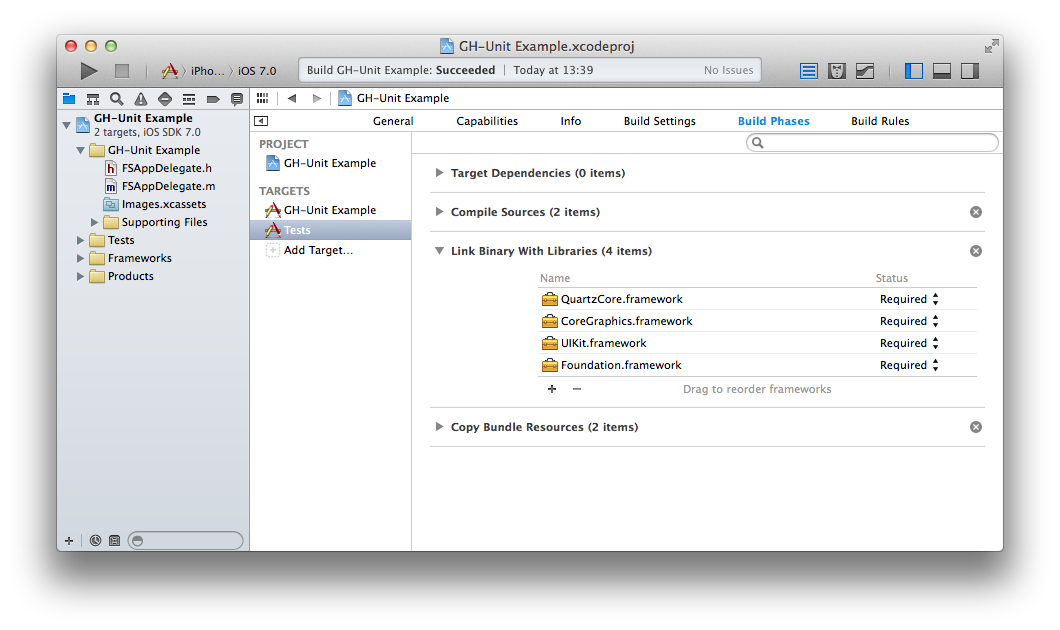 GH-Unit Example.xcodeproj
iPho... iOS 7.0
Build GH-Unit Example: Succeeded | Today at 13:39
No Issues
GH-Unit Example
GH-Unit Example
2 targets, iOS SDK 7.0
GH-Unit Example
h FSAppDelegate.h
m FSAppDelegate.m
Images.xcassets
Supporting Files
Tests
Frameworks
Products
General Capabilities Info Build Settings Build Phases Build Rules
PROJECT
GH-Unit Example
TARGETS
GH-Unit Example
Tests
Add Target...
Target Dependencies (0 items)
Compile Sources (2 items)
Link Binary With Libraries (4 items)
Name Status
QuartzCore.framework Required
CoreGraphics.framework Required
UIKit.framework Required
Foundation.framework Required
+ − Drag to reorder frameworks
Copy Bundle Resources (2 items)